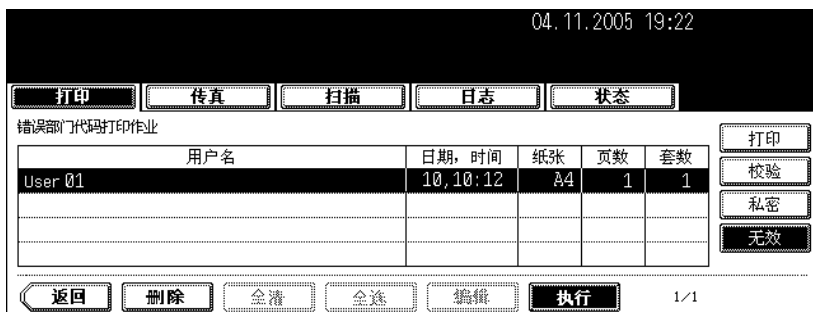 04.11.2005 19:22
打印 传真 扫描 日志 状态
错误部门代码打印作业
用户名 日期，时间 纸张 页数 套数
User 01 10,10:12 A4 1 1
打印
校验
私密
无效
返回 删除 全清 全选 编辑 执行 1/1